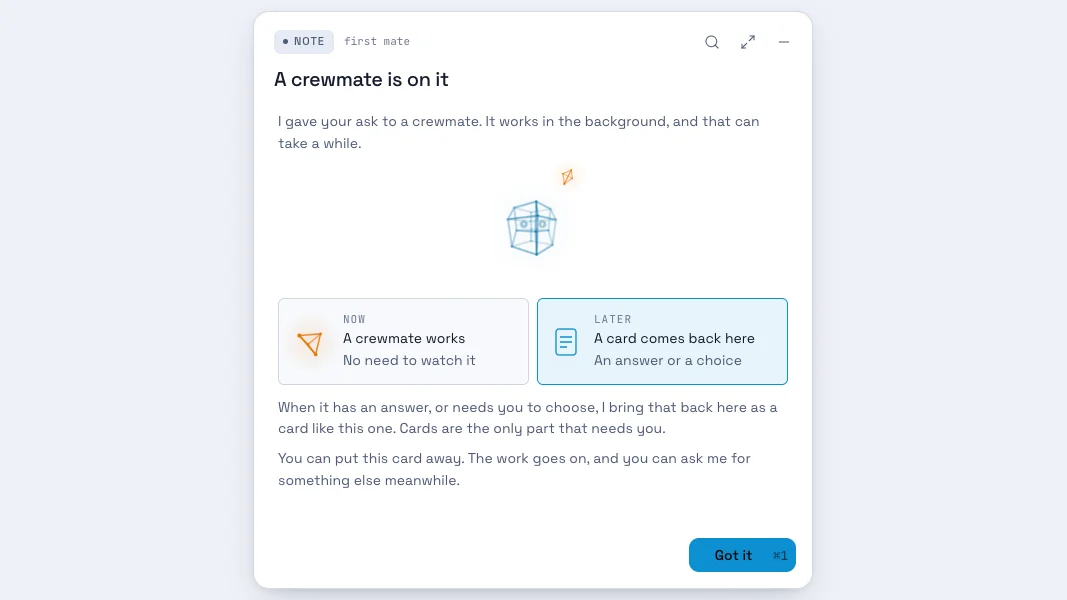 NOTE first mate
A crewmate is on it
I gave your ask to a crewmate. It works in the background, and that can
take a while.
NOW
A crewmate works
No need to watch it
LATER
A card comes back here
An answer or a choice
When it has an answer, or needs you to choose, I bring that back here as a
card like this one. Cards are the only part that needs you.
You can put this card away. The work goes on, and you can ask me for
something else meanwhile.
Got it ⌘1